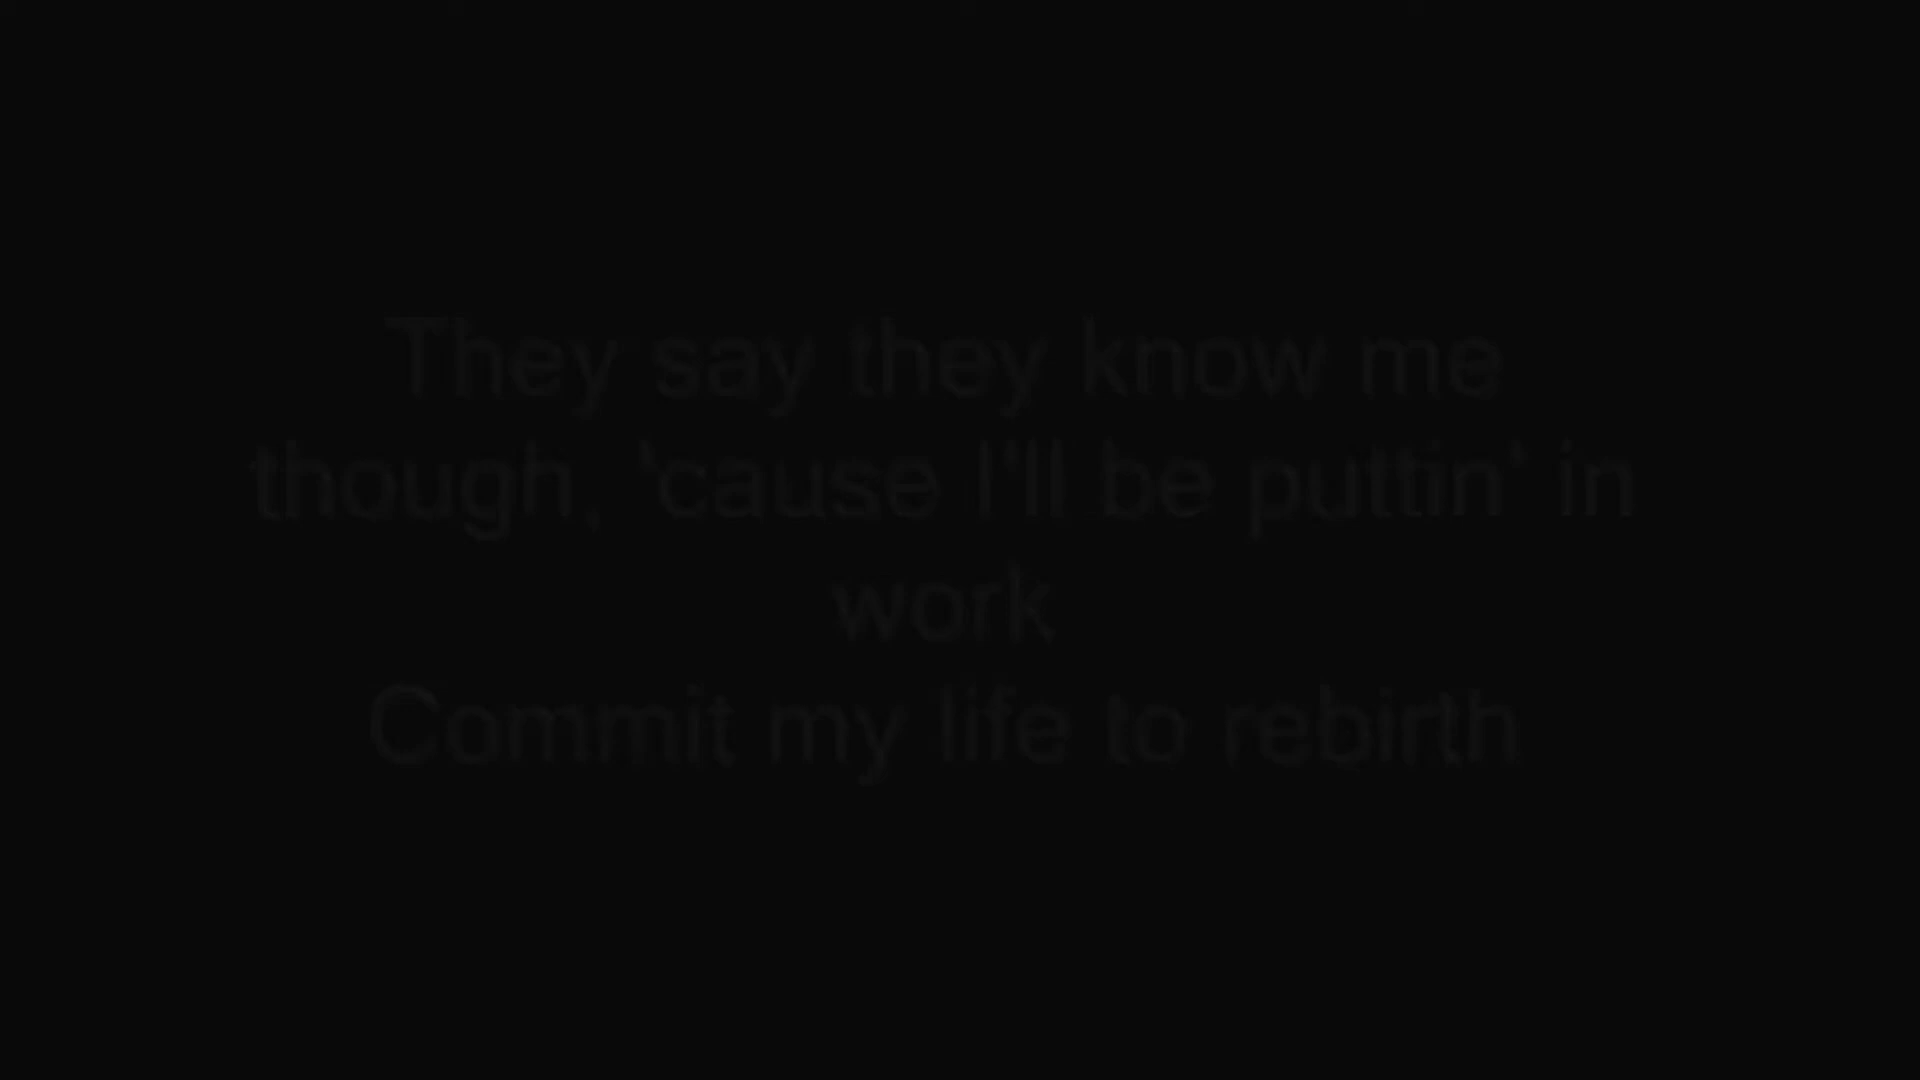 They say they know me
though, 'cause I'll be puttin' in
work
Commit my life to rebirth